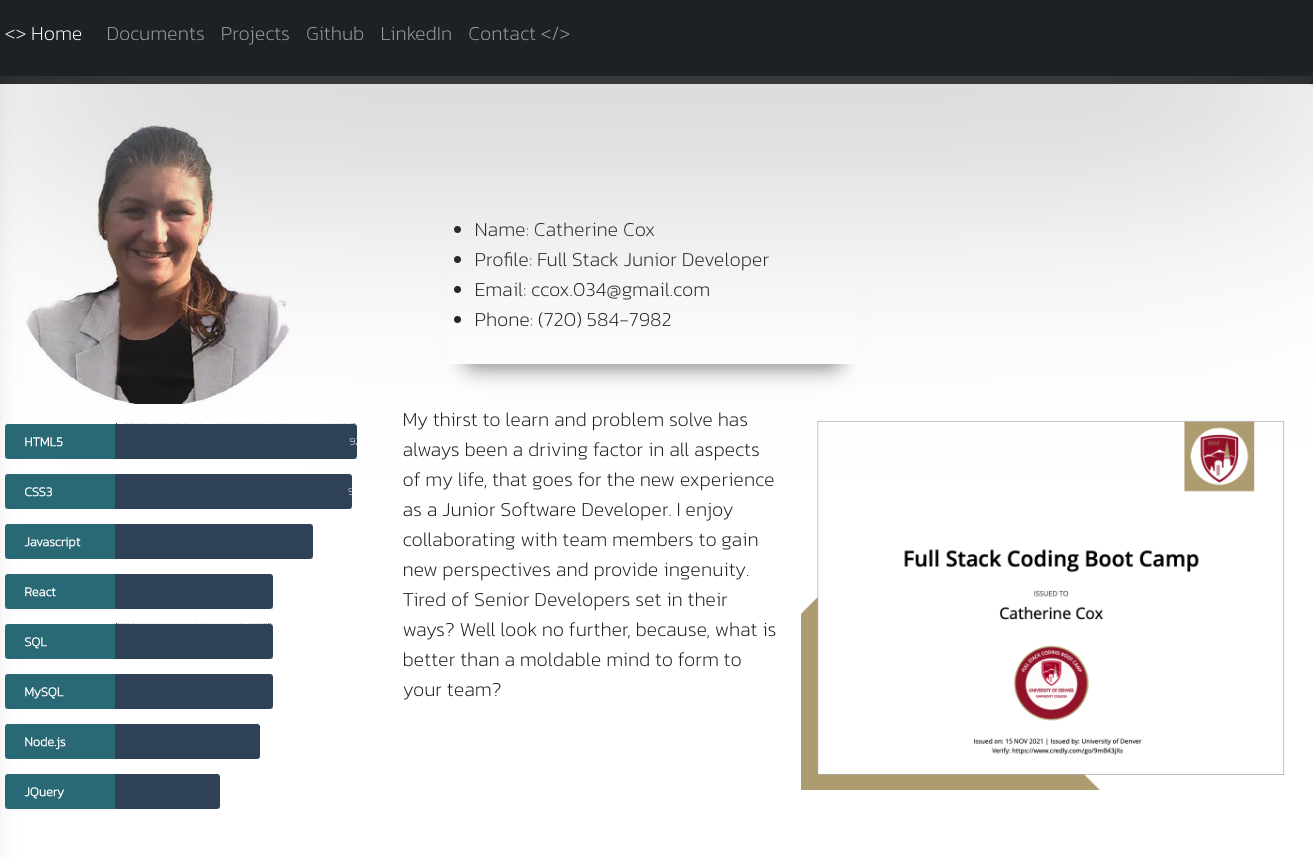 <> Home Documents Projects Github LinkedIn Contact </>
Name: Catherine Cox
Profile: Full Stack Junior Developer
Email: ccox.034@gmail.com
Phone: (720) 584-7982
HTML5
CSS3
Javascript
React
SQL
MySQL
Node.js
JQuery
My thirst to learn and problem solve has
always been a driving factor in all aspects
of my life, that goes for the new experience
as a Junior Software Developer. I enjoy
collaborating with team members to gain
new perspectives and provide ingenuity.
Tired of Senior Developers set in their
ways? Well look no further, because, what is
better than a moldable mind to form to
your team?
Full Stack Coding Boot Camp
ISSUED TO
Catherine Cox
FULL STACK CODING BOOT CAMP
UNIVERSITY OF DENVER
UNIVERSITY COLLEGE
Issued on: 15 NOV 2021 | Issued by: University of Denver
Verify: https://www.credly.com/go/9m843jXs